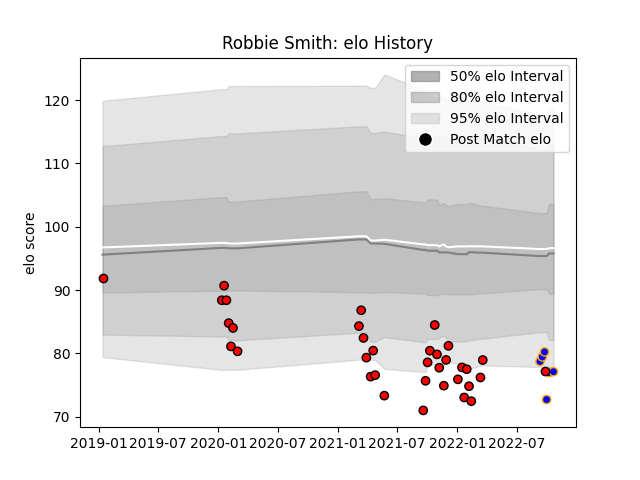 Robbie Smith: elo History
50% elo Interval
80% elo Interval
95% elo Interval
Post Match elo
elo score
120
110
100
90
80
70
2019-01 2019-07 2020-01 2020-07 2021-01 2021-07 2022-01 2022-07